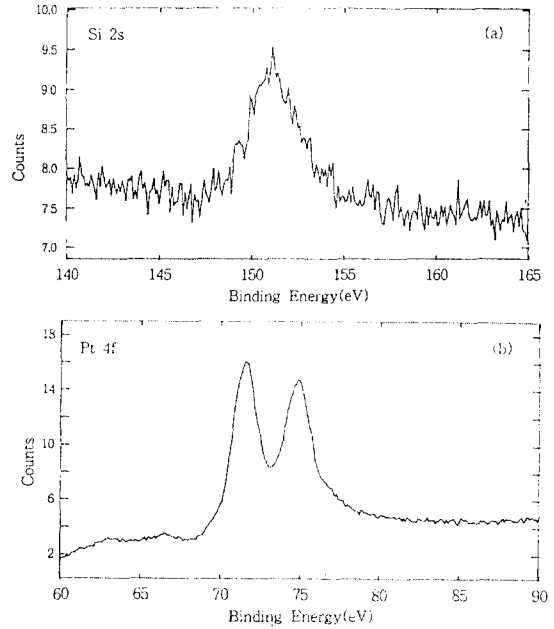 Si 2s
(a)
Counts
10.0
9.5
9.0
8.5
8.0
7.5
7.0
140 145 150 155 160 165
Binding Energy(eV)
Pt 4f
(b)
Counts
18
14
10
6
2
60 65 70 75 80 85 90
Binding Energy(eV)